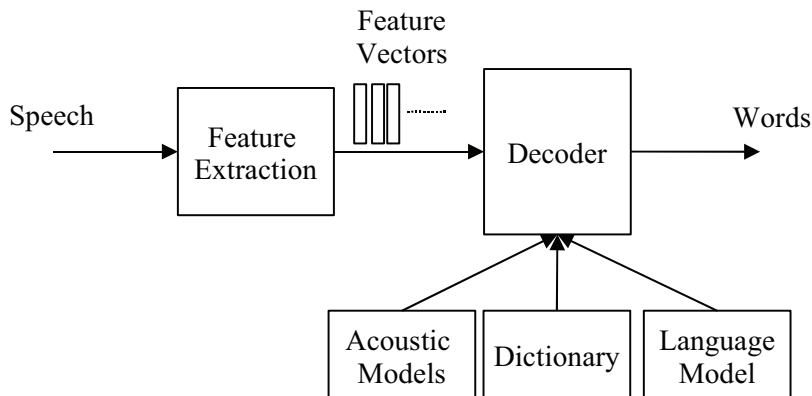 Feature
Vectors
Speech
Feature
Extraction
Decoder
Words
Acoustic
Models
Dictionary
Language
Model